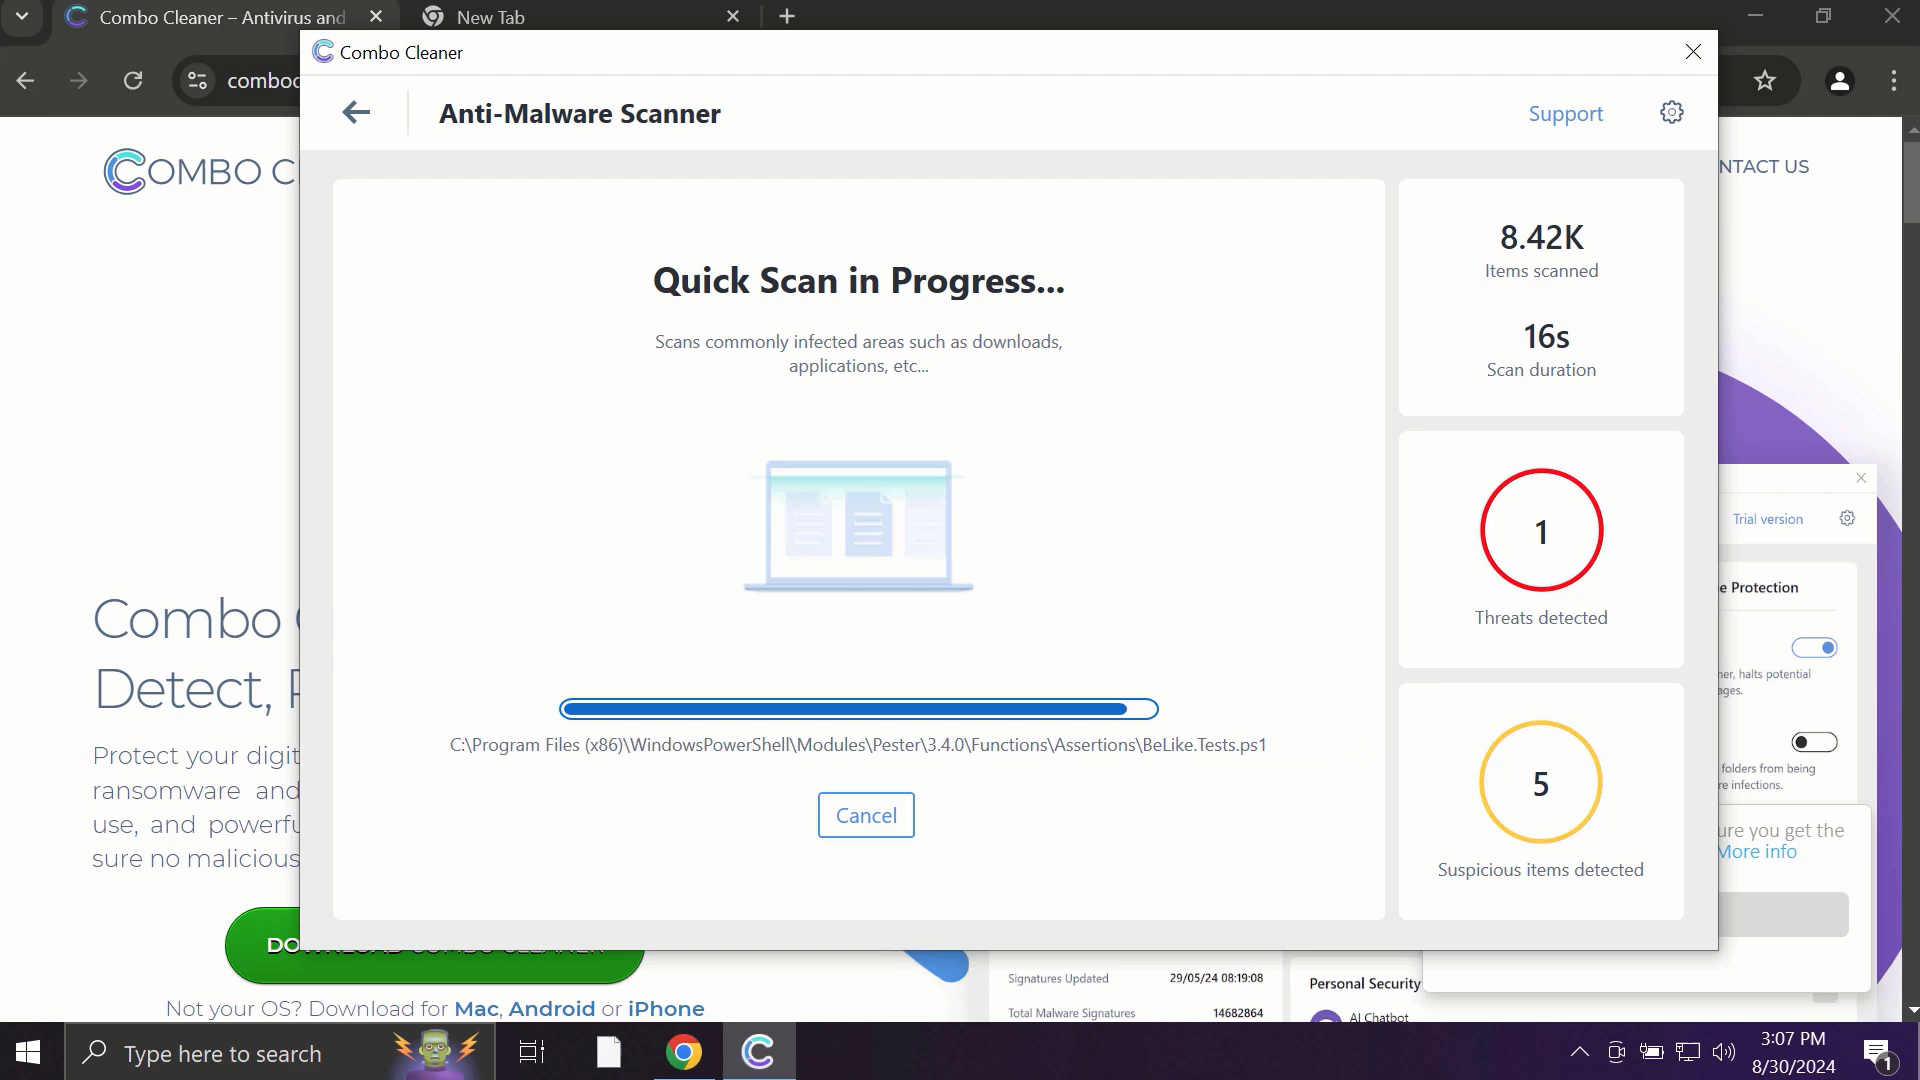 Combo Cleaner – Antivirus and
New Tab
Combo Cleaner
Anti-Malware Scanner
Support
COMBO C
NTACT US
Quick Scan in Progress...
Scans commonly infected areas such as downloads,
applications, etc...
8.42K
Items scanned
16s
Scan duration
1
Threats detected
5
Suspicious items detected
C:\Program Files (x86)\WindowsPowerShell\Modules\Pester\3.4.0\Functions\Assertions\BeLike.Tests.ps1
Cancel
Trial version
e Protection
ner, halts potential
ages.
folders from being
re infections.
ure you get the
More info
Combo
Detect,
Protect your digit
ransomware and
use, and powerfu
sure no malicious
DOWNLOAD COMBO CLEANER
Not your OS? Download for Mac, Android or iPhone
Signatures Updated 29/05/24 08:19:08
Total Malware Signatures 14682864
Personal Security
AI Chatbot
Type here to search
3:07 PM
8/30/2024
1